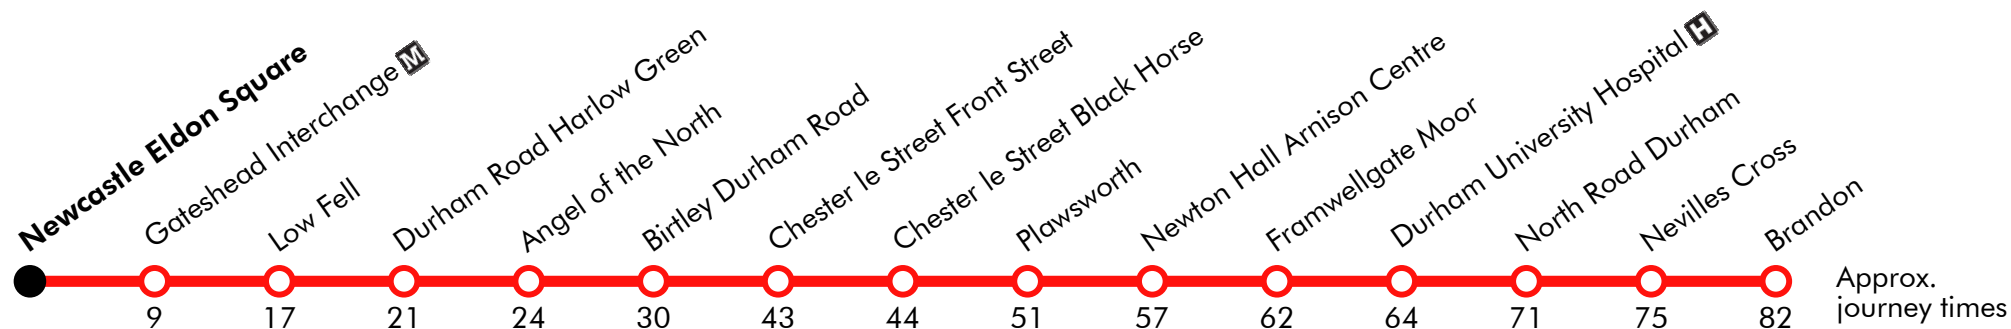 Newcastle Eldon Square
Gateshead Interchange M
Low Fell
Durham Road Harlow Green
Angel of the North
Birtley Durham Road
Chester le Street Front Street
Chester le Street Black Horse
Plawsworth
Newton Hall Arnison Centre
Framwellgate Moor
Durham University Hospital H
North Road Durham
Nevilles Cross
Brandon
9 17 21 24 30 43 44 51 57 62 64 71 75 82
Approx.
journey times